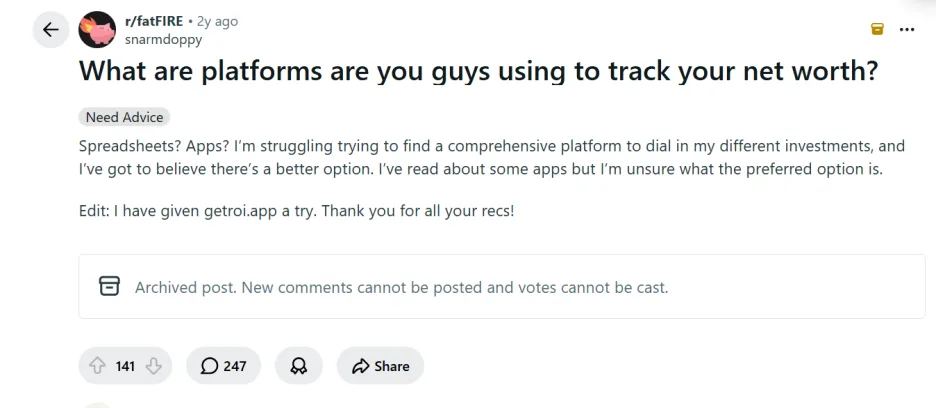 r/fatFIRE • 2y ago
snarmdoppy
What are platforms are you guys using to track your net worth?
Need Advice
Spreadsheets? Apps? I’m struggling trying to find a comprehensive platform to dial in my different investments, and
I’ve got to believe there’s a better option. I’ve read about some apps but I’m unsure what the preferred option is.
Edit: I have given getroi.app a try. Thank you for all your recs!
Archived post. New comments cannot be posted and votes cannot be cast.
141 247 Share